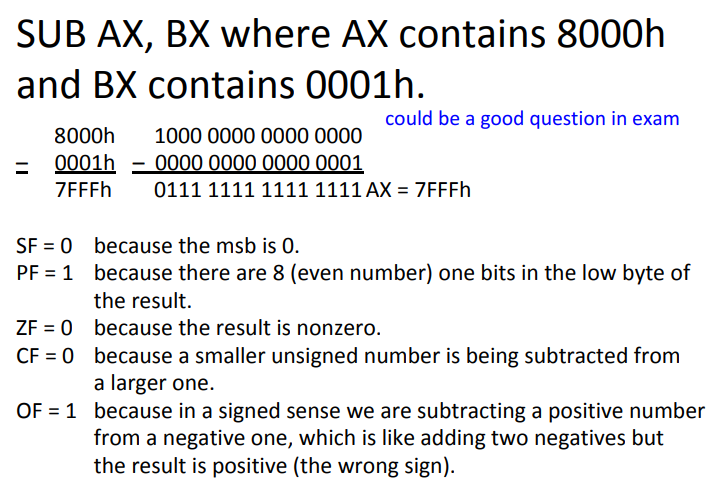 SUB AX, BX where AX contains 8000h
and BX contains 0001h.
could be a good question in exam
8000h 1000 0000 0000 0000
– 0001h – 0000 0000 0000 0001
7FFFh 0111 1111 1111 1111 AX = 7FFFh
SF = 0 because the msb is 0.
PF = 1 because there are 8 (even number) one bits in the low byte of
the result.
ZF = 0 because the result is nonzero.
CF = 0 because a smaller unsigned number is being subtracted from
a larger one.
OF = 1 because in a signed sense we are subtracting a positive number
from a negative one, which is like adding two negatives but
the result is positive (the wrong sign).